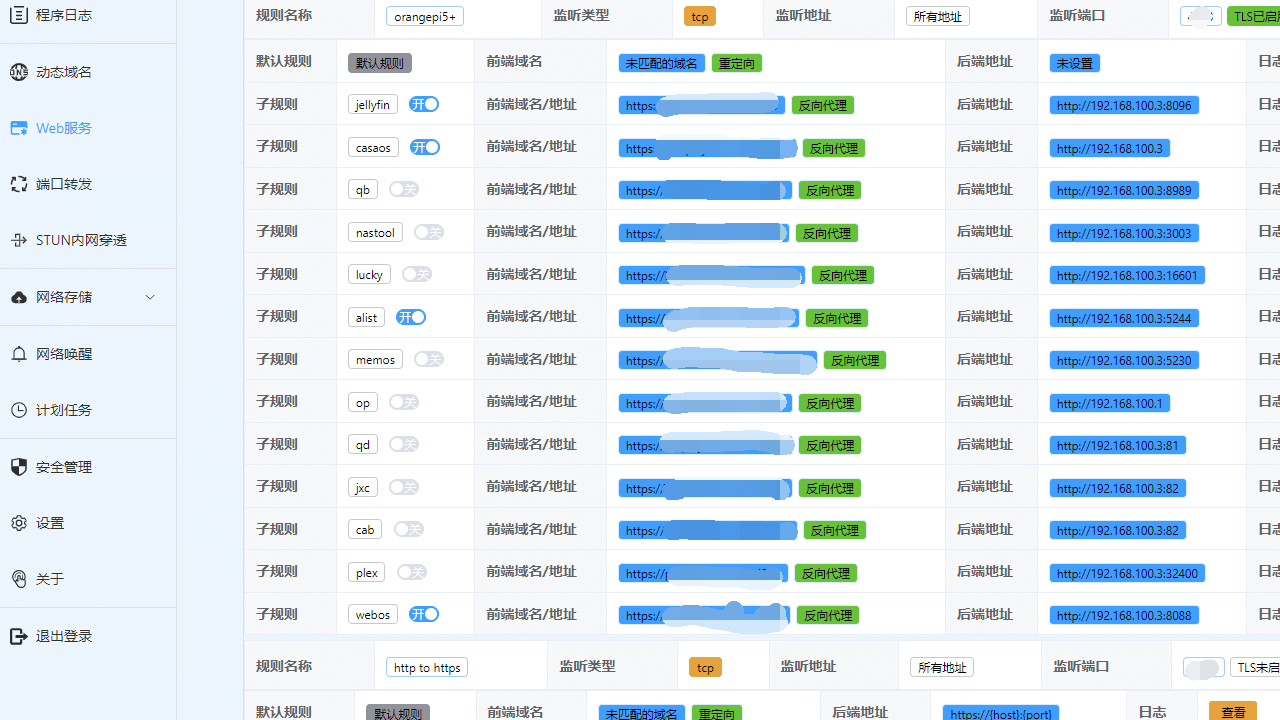 程序日志
动态域名
Web服务
端口转发
STUN内网穿透
网络存储
网络唤醒
计划任务
安全管理
设置
关于
退出登录
规则名称 orangepi5+ 监听类型 tcp 监听地址 所有地址 监听端口 TLS已启用
默认规则 默认规则 前端域名 未匹配的域名 重定向 后端地址 未设置 日志
子规则 jellyfin 开 前端域名/地址 https: 反向代理 后端地址 http://192.168.100.3:8096 日志
子规则 casaos 开 前端域名/地址 https: 反向代理 后端地址 http://192.168.100.3 日志
子规则 qb 关 前端域名/地址 https:/ 反向代理 后端地址 http://192.168.100.3:8989 日志
子规则 nastool 关 前端域名/地址 https:/ 反向代理 后端地址 http://192.168.100.3:3003 日志
子规则 lucky 关 前端域名/地址 https:/ 反向代理 后端地址 http://192.168.100.3:16601 日志
子规则 alist 开 前端域名/地址 https:/ 反向代理 后端地址 http://192.168.100.3:5244 日志
子规则 memos 关 前端域名/地址 https:/ 反向代理 后端地址 http://192.168.100.3:5230 日志
子规则 op 关 前端域名/地址 https:/ 反向代理 后端地址 http://192.168.100.1 日志
子规则 qd 关 前端域名/地址 https:/ 反向代理 后端地址 http://192.168.100.3:81 日志
子规则 jxc 关 前端域名/地址 https:/ 反向代理 后端地址 http://192.168.100.3:82 日志
子规则 cab 关 前端域名/地址 https:/ 反向代理 后端地址 http://192.168.100.3:82 日志
子规则 plex 关 前端域名/地址 https:/ 反向代理 后端地址 http://192.168.100.3:32400 日志
子规则 webos 开 前端域名/地址 https:/ 反向代理 后端地址 http://192.168.100.3:8088 日志
规则名称 http to https 监听类型 tcp 监听地址 所有地址 监听端口 TLS未启
默认规则 默认规则 前端域名 未匹配的域名 重定向 后端地址 https://{host}:{port} 日志 查看